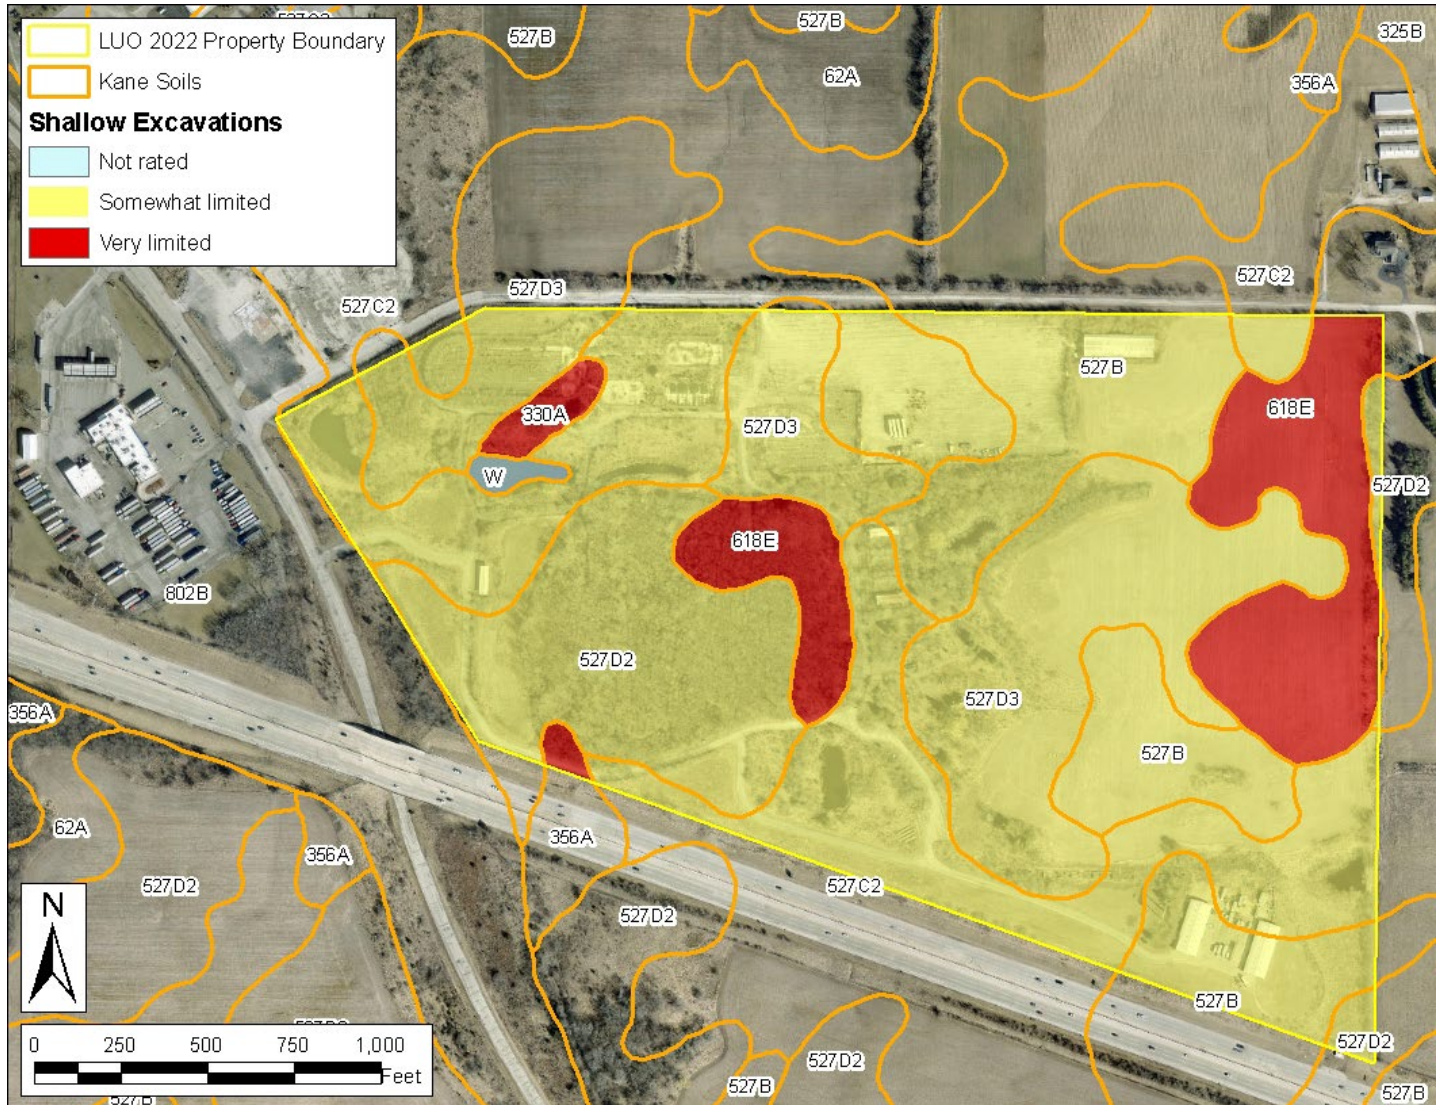 LUO 2022 Property Boundary
Kane Soils
Shallow Excavations
Not rated
Somewhat limited
Very limited
527B
527B
62A
325B
356A
527D3
527C2
527C2
527B
330A
527D3
618E
W
527D2
618E
802B
527D2
527D3
356A
527B
62A
356A
356A
527D2
527C2
527D2
N
527B
527D2
527D2
527B
527B
0 250 500 750 1,000
Feet